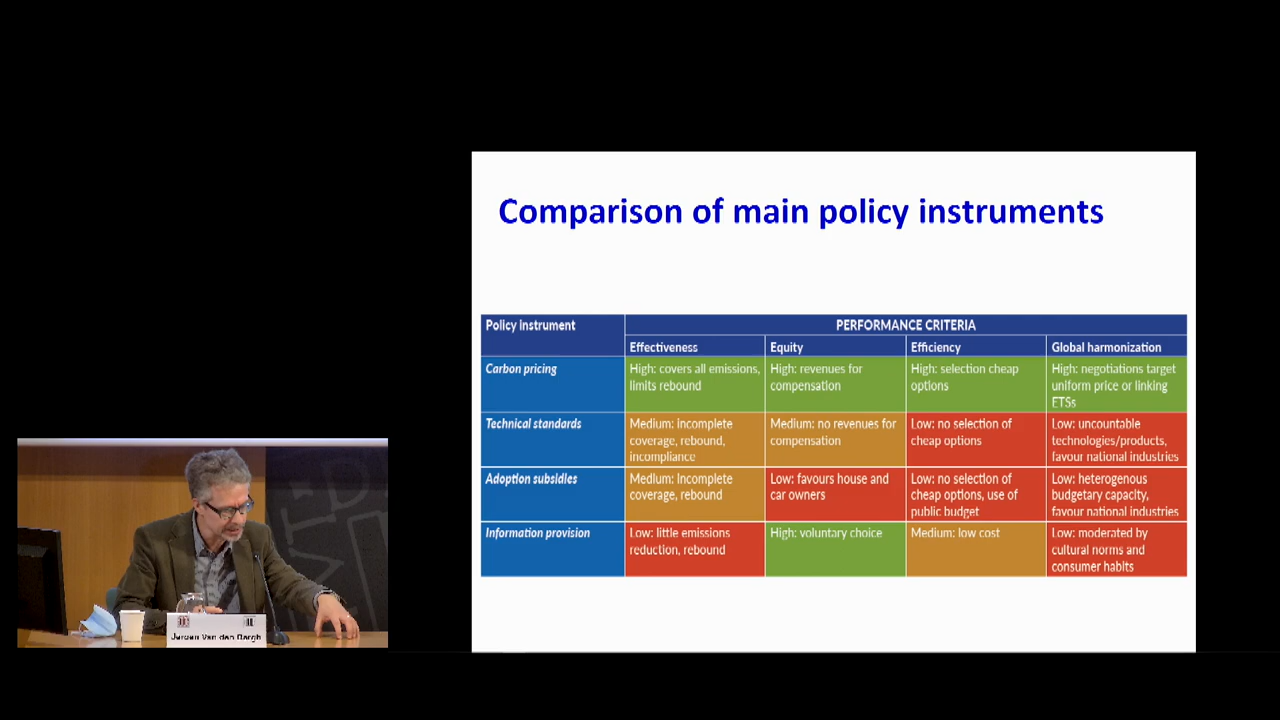 Comparison of main policy instruments
Policy instrument
PERFORMANCE CRITERIA
Effectiveness
Equity
Efficiency
Global harmonization
Carbon pricing
High: covers all emissions,
limits rebound
High: revenues for
compensation
High: selection cheap
options
High: negotiations target
uniform price or linking
ETSs
Technical standards
Medium: incomplete
coverage, rebound,
incompliance
Medium: no revenues for
compensation
Low: no selection of
cheap options
Low: uncountable
technologies/products,
favour national industries
Adoption subsidies
Medium: incomplete
coverage, rebound
Low: favours house and
car owners
Low: no selection of
cheap options, use of
public budget
Low: heterogenous
budgetary capacity,
favour national industries
Information provision
Low: little emissions
reduction, rebound
High: voluntary choice
Medium: low cost
Low: moderated by
cultural norms and
consumer habits
Jeroen Van den Bergh